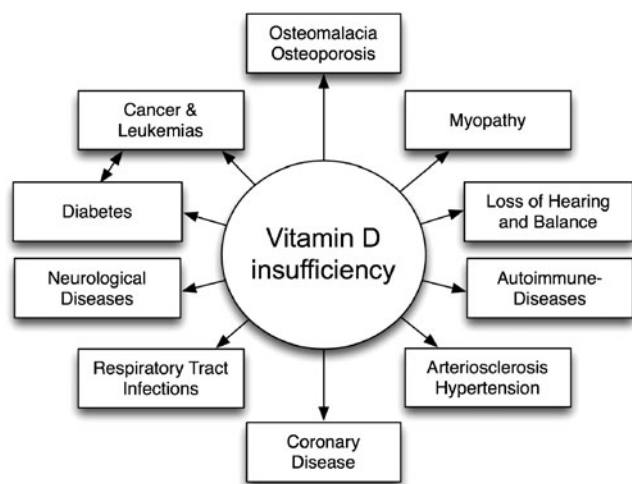 Osteomalacia
Osteoporosis
Cancer &
Leukemias
Myopathy
Diabetes
Loss of Hearing
and Balance
Vitamin D
insufficiency
Neurological
Diseases
Autoimmune-
Diseases
Respiratory Tract
Infections
Arteriosclerosis
Hypertension
Coronary
Disease